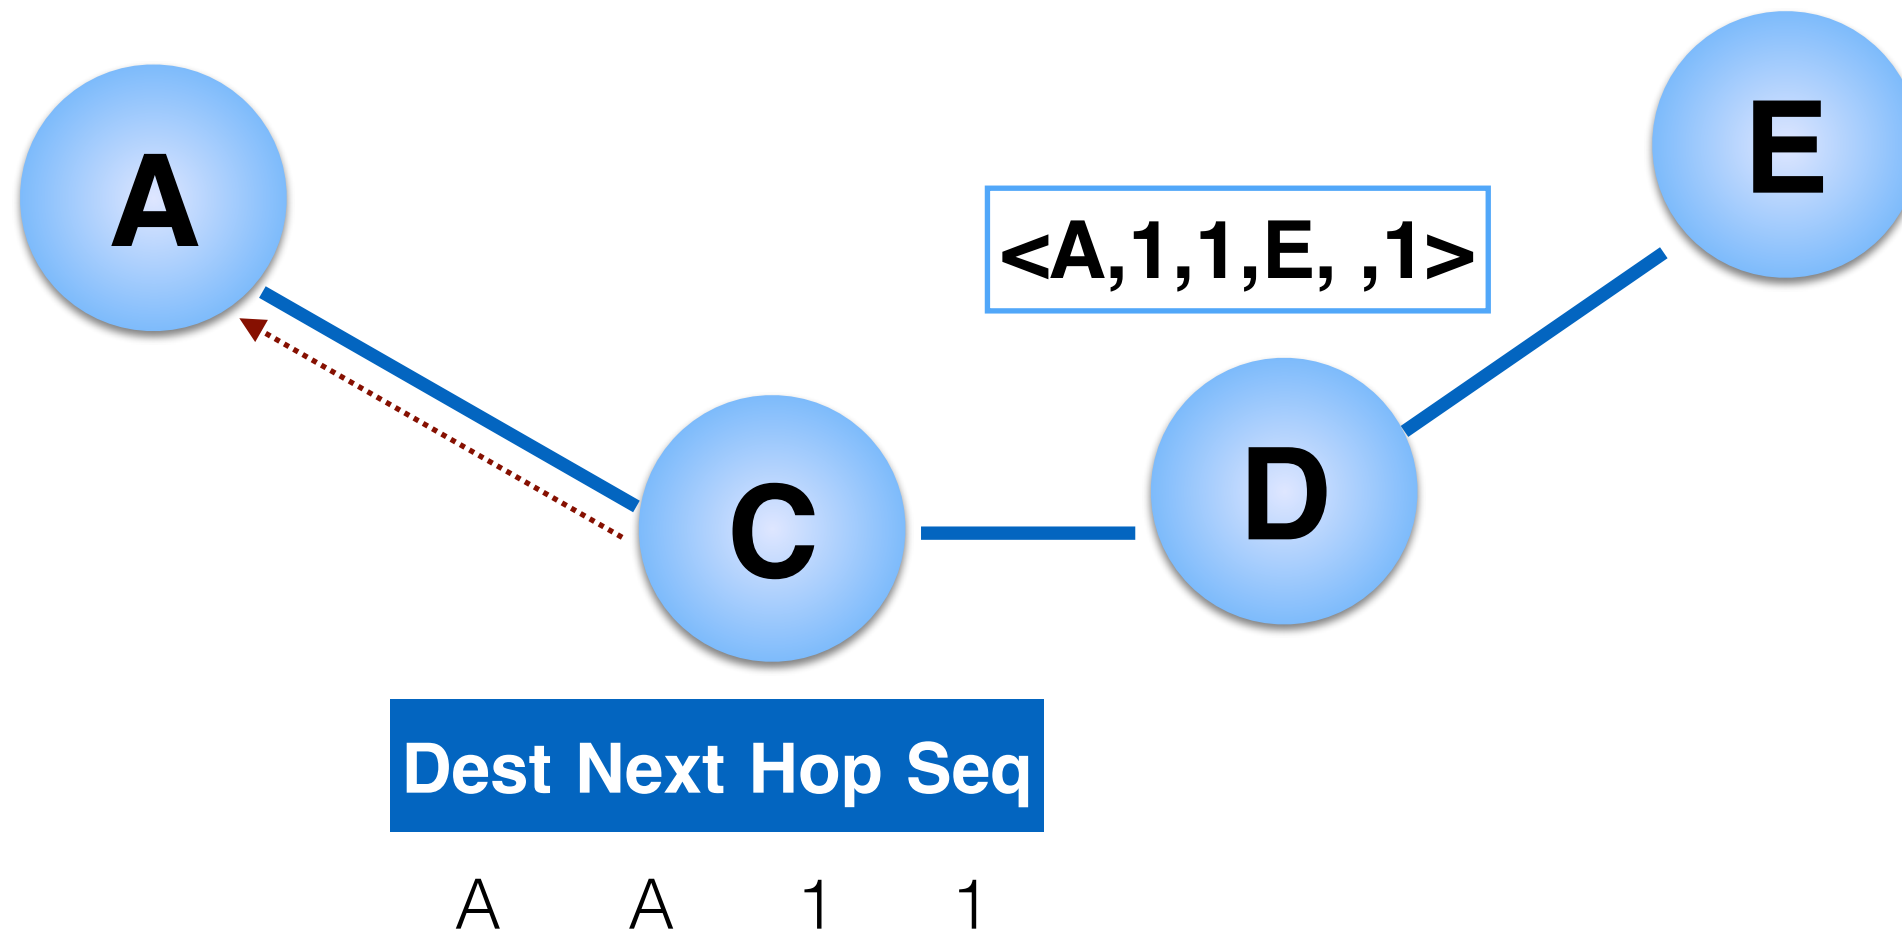 A
E
<A,1,1,E, ,1>
C
D
Dest Next Hop Seq
A A 1 1